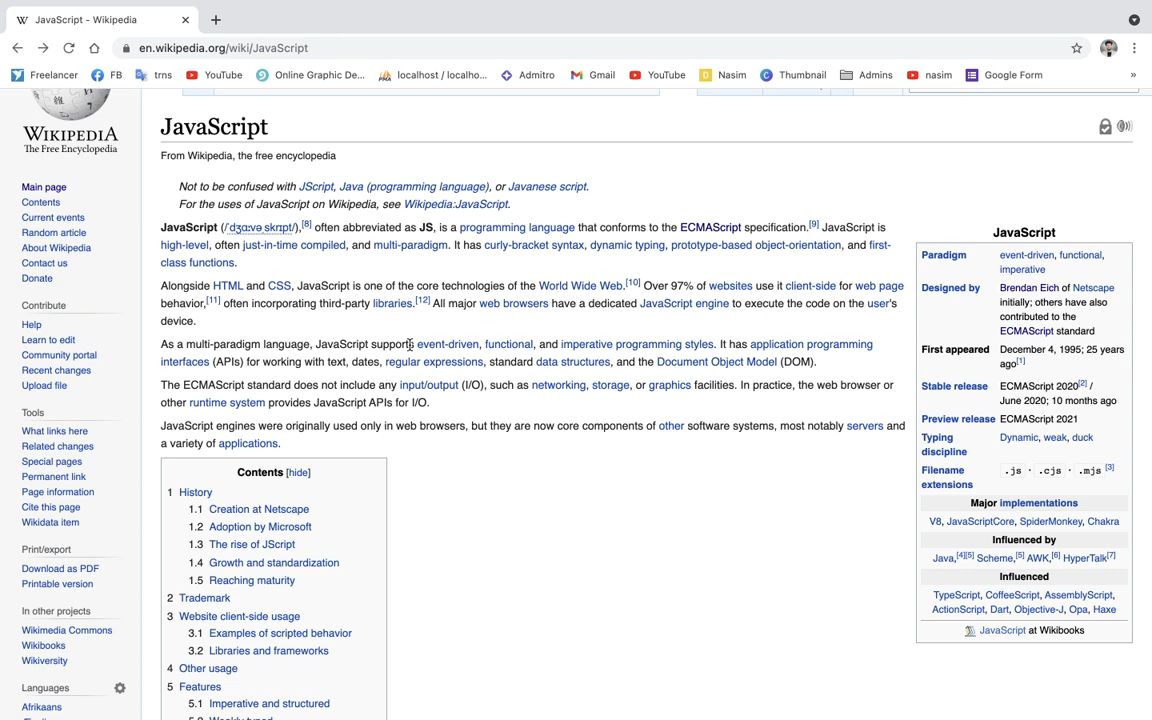 JavaScript - Wikipedia
en.wikipedia.org/wiki/JavaScript
Freelancer FB trns YouTube Online Graphic De... localhost / localho... Admitro Gmail YouTube Nasim Thumbnail Admins nasim Google Form »
WIKIPEDIA
The Free Encyclopedia
Main page
Contents
Current events
Random article
About Wikipedia
Contact us
Donate
Contribute
Help
Learn to edit
Community portal
Recent changes
Upload file
Tools
What links here
Related changes
Special pages
Permanent link
Page information
Cite this page
Wikidata item
Print/export
Download as PDF
Printable version
In other projects
Wikimedia Commons
Wikibooks
Wikiversity
Languages
Afrikaans
JavaScript
From Wikipedia, the free encyclopedia
Not to be confused with JScript, Java (programming language), or Javanese script.
For the uses of JavaScript on Wikipedia, see Wikipedia:JavaScript.
JavaScript (/ˈdʒɑːvəˌskrɪpt/),[8] often abbreviated as JS, is a programming language that conforms to the ECMAScript specification.[9] JavaScript is
high-level, often just-in-time compiled, and multi-paradigm. It has curly-bracket syntax, dynamic typing, prototype-based object-orientation, and first-
class functions.
Alongside HTML and CSS, JavaScript is one of the core technologies of the World Wide Web.[10] Over 97% of websites use it client-side for web page
behavior,[11] often incorporating third-party libraries.[12] All major web browsers have a dedicated JavaScript engine to execute the code on the user's
device.
As a multi-paradigm language, JavaScript supports event-driven, functional, and imperative programming styles. It has application programming
interfaces (APIs) for working with text, dates, regular expressions, standard data structures, and the Document Object Model (DOM).
The ECMAScript standard does not include any input/output (I/O), such as networking, storage, or graphics facilities. In practice, the web browser or
other runtime system provides JavaScript APIs for I/O.
JavaScript engines were originally used only in web browsers, but they are now core components of other software systems, most notably servers and
a variety of applications.
Contents [hide]
1 History
1.1 Creation at Netscape
1.2 Adoption by Microsoft
1.3 The rise of JScript
1.4 Growth and standardization
1.5 Reaching maturity
2 Trademark
3 Website client-side usage
3.1 Examples of scripted behavior
3.2 Libraries and frameworks
4 Other usage
5 Features
5.1 Imperative and structured
JavaScript
Paradigm event-driven, functional,
imperative
Designed by Brendan Eich of Netscape
initially; others have also
contributed to the
ECMAScript standard
First appeared December 4, 1995; 25 years
ago[1]
Stable release ECMAScript 2020[2] /
June 2020; 10 months ago
Preview release ECMAScript 2021
Typing Dynamic, weak, duck
discipline
Filename .js · .cjs · .mjs [3]
extensions
Major implementations
V8, JavaScriptCore, SpiderMonkey, Chakra
Influenced by
Java,[4][5] Scheme,[5] AWK,[6] HyperTalk[7]
Influenced
TypeScript, CoffeeScript, AssemblyScript,
ActionScript, Dart, Objective-J, Opa, Haxe
JavaScript at Wikibooks